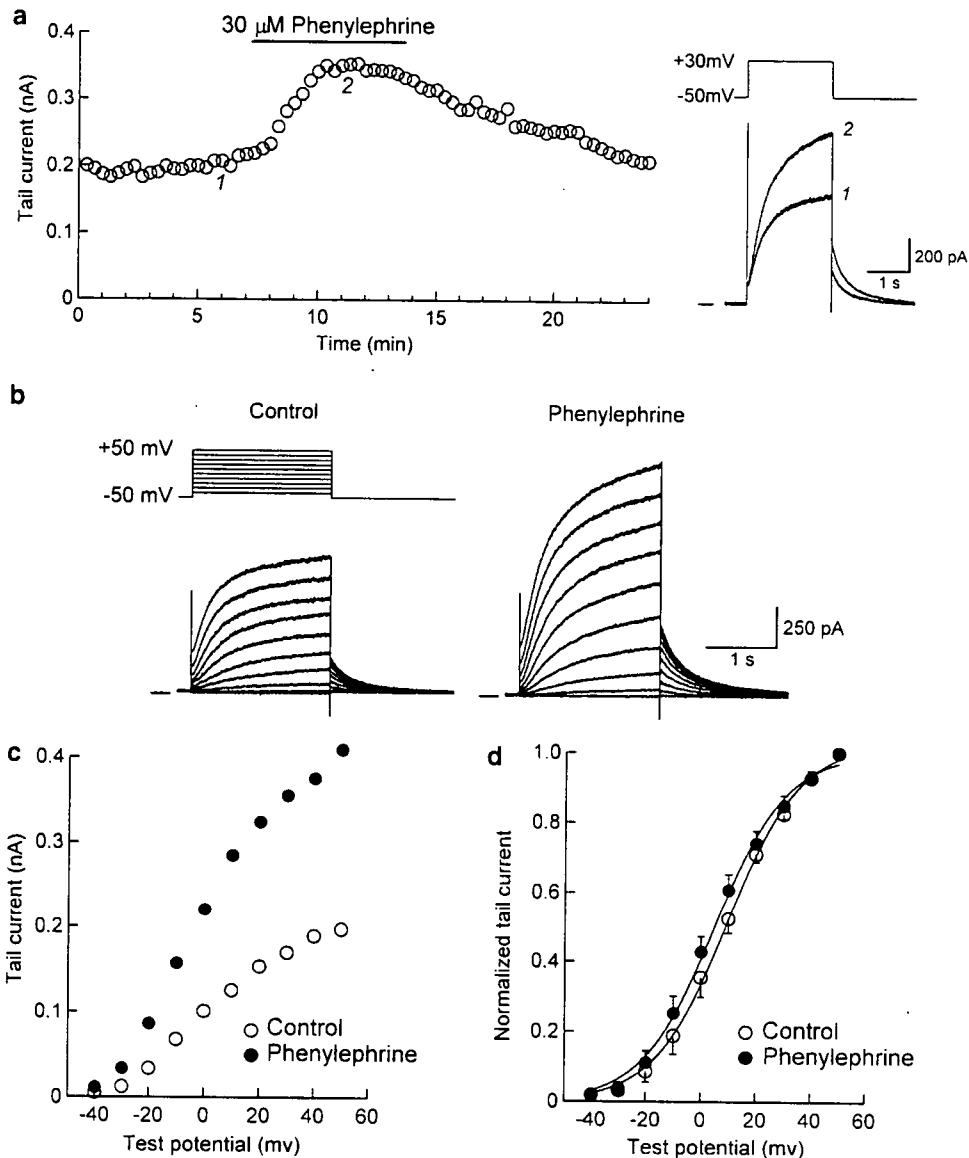 a
30 μM Phenylephrine
Tail current (nA)
0.4
0.3
0.2
0.1
0
1
2
0
5
10
15
20
Time (min)
+30mV
-50mV
2
1
200 pA
1 s
b
Control
Phenylephrine
+50 mV
-50 mV
250 pA
1 s
c
Tail current (nA)
0.4
0.3
0.2
0.1
0
Control
Phenylephrine
-40
-20
0
20
40
60
Test potential (mv)
d
Normalized tail current
1.0
0.8
0.6
0.4
0.2
0
Control
Phenylephrine
-40
-20
0
20
40
60
Test potential (mv)